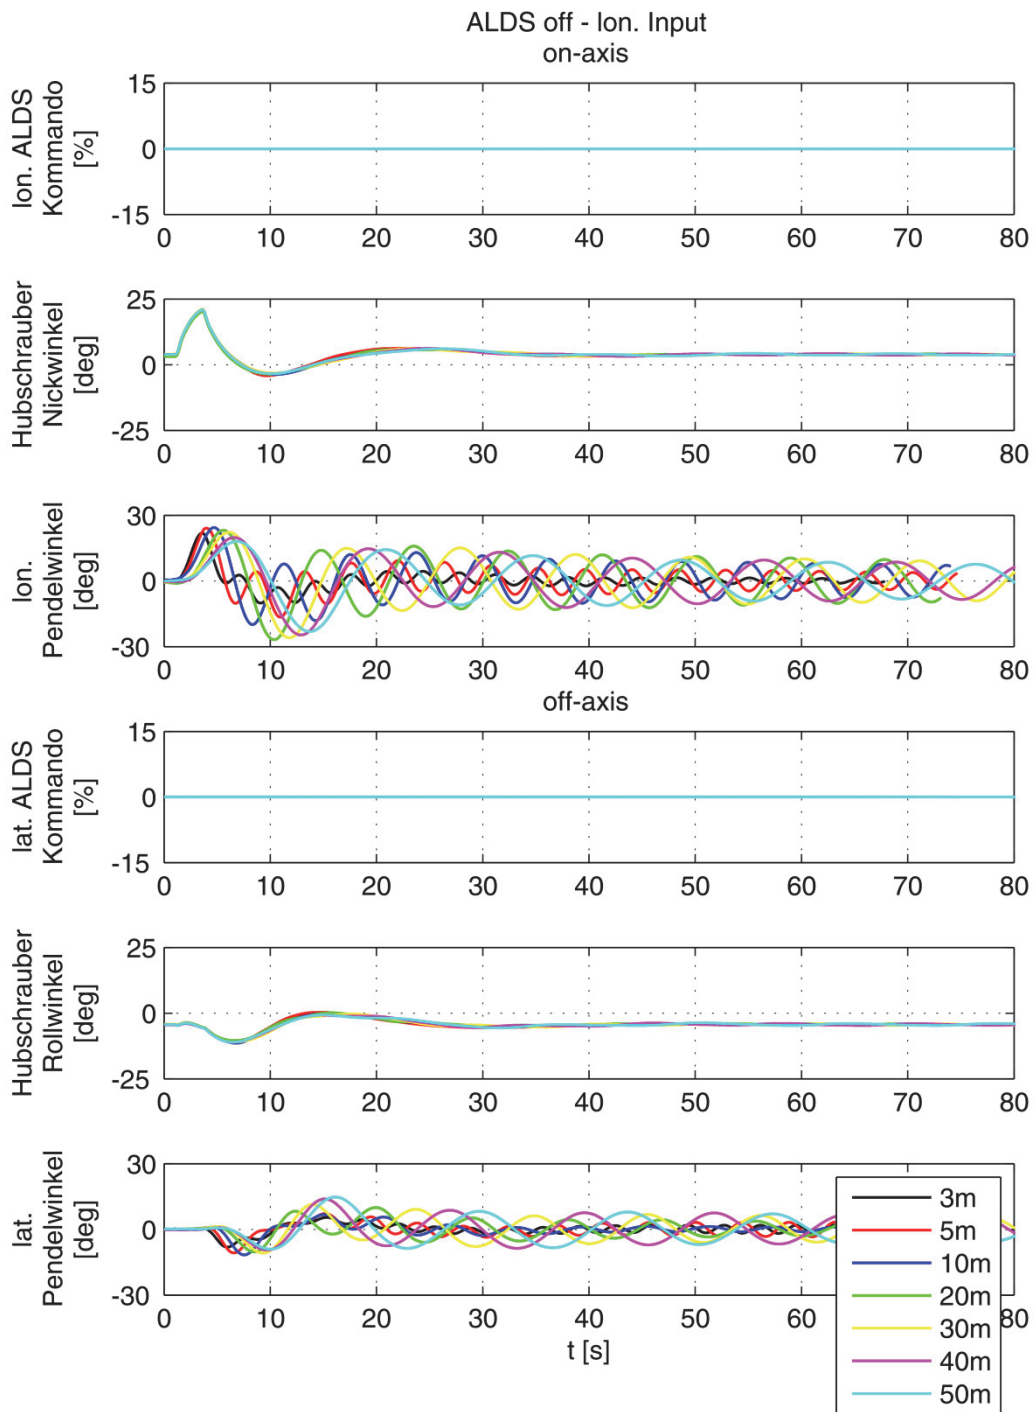 ALDS off - lon. Input
on-axis
lon. ALDS
Kommando
[%]
15
0
-15
0 10 20 30 40 50 60 70 80
Hubschrauber
Nickwinkel
[deg]
25
0
-25
0 10 20 30 40 50 60 70 80
lon.
Pendelwinkel
[deg]
30
0
-30
0 10 20 30 40 50 60 70 80
off-axis
lat. ALDS
Kommando
[%]
15
0
-15
0 10 20 30 40 50 60 70 80
Hubschrauber
Rollwinkel
[deg]
25
0
-25
0 10 20 30 40 50 60 70 80
lat.
Pendelwinkel
[deg]
30
0
-30
0 10 20 30 40 50 60 80
t [s]
3m
5m
10m
20m
30m
40m
50m